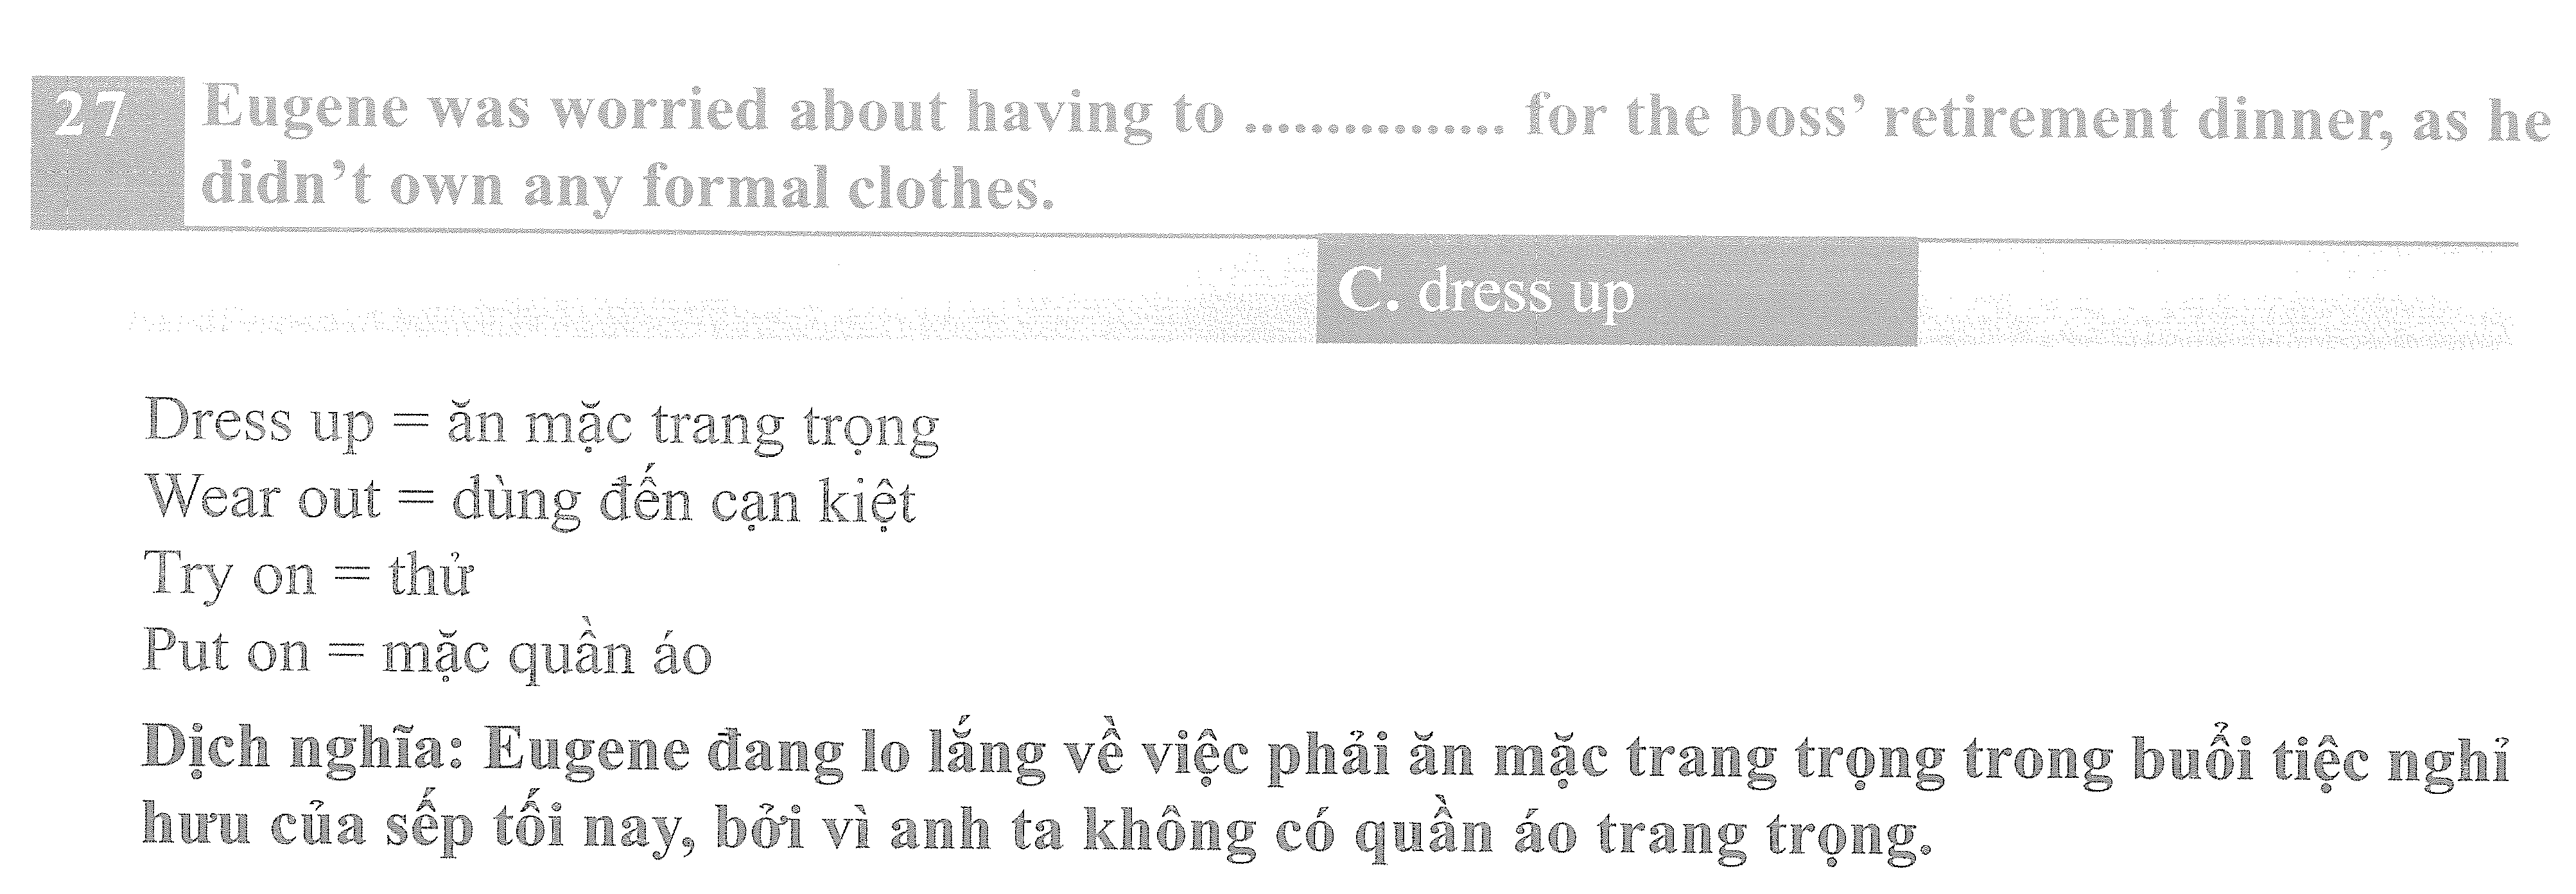 27 Eugene was worried about having to ................ for the boss’ retirement dinner, as he
didn’t own any formal clothes.
C. dress up
Dress up = ăn mặc trang trọng
Wear out = dùng đến cạn kiệt
Try on = thử
Put on = mặc quần áo
Dịch nghĩa: Eugene đang lo lắng về việc phải ăn mặc trang trọng trong buổi tiệc nghỉ
hưu của sếp tối nay, bởi vì anh ta không có quần áo trang trọng.